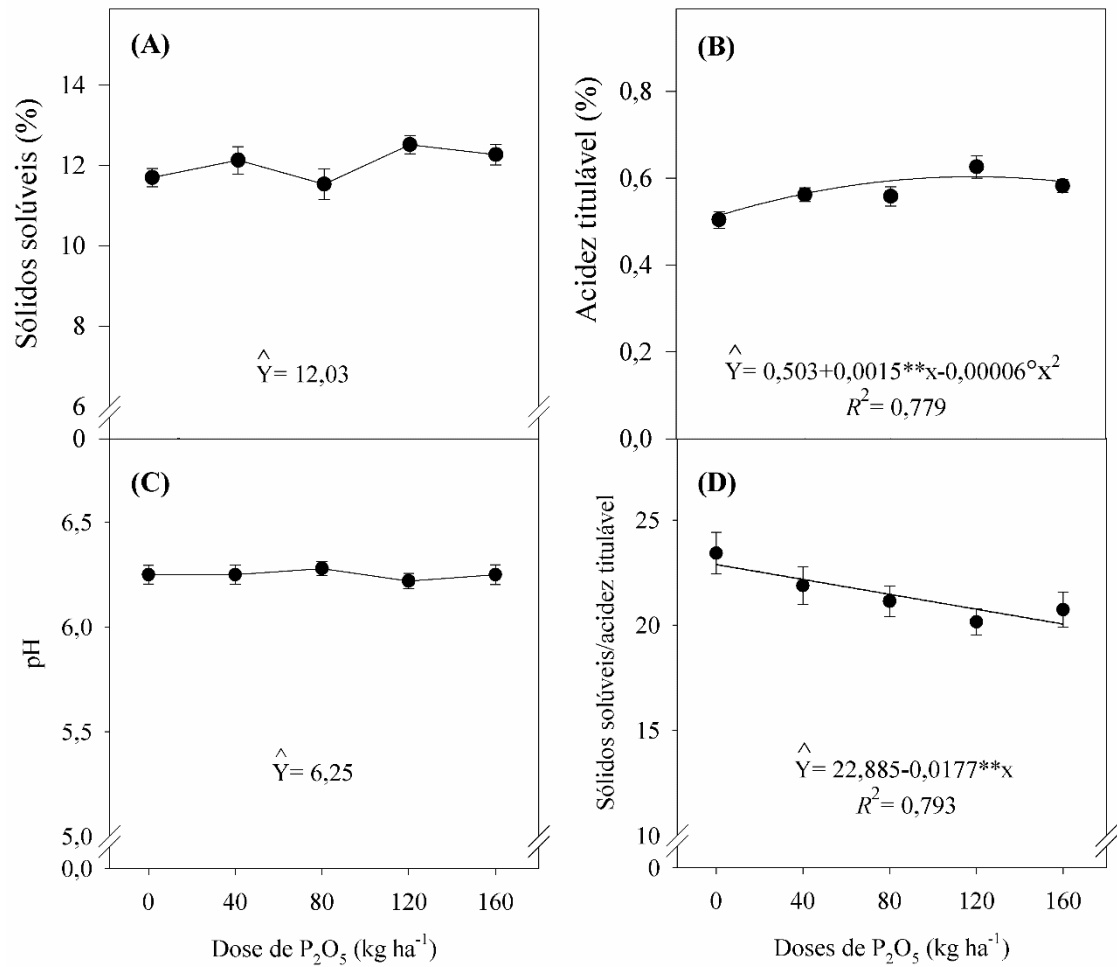 (A)
Sólidos solúveis (%)
14
12
10
8
6
0
Ŷ= 12,03
(B)
Acidez titulável (%)
0,8
0,6
0,4
0,2
0,0
Ŷ= 0,503+0,0015**x-0,00006°x²
R²= 0,779
(C)
pH
6,5
6,0
5,5
5,0
0,0
Ŷ= 6,25
0 40 80 120 160
Dose de P₂O₅ (kg ha⁻¹)
(D)
Sólidos solúveis/acidez titulável
25
20
15
10
0
Ŷ= 22,885-0,0177**x
R²= 0,793
0 40 80 120 160
Doses de P₂O₅ (kg ha⁻¹)